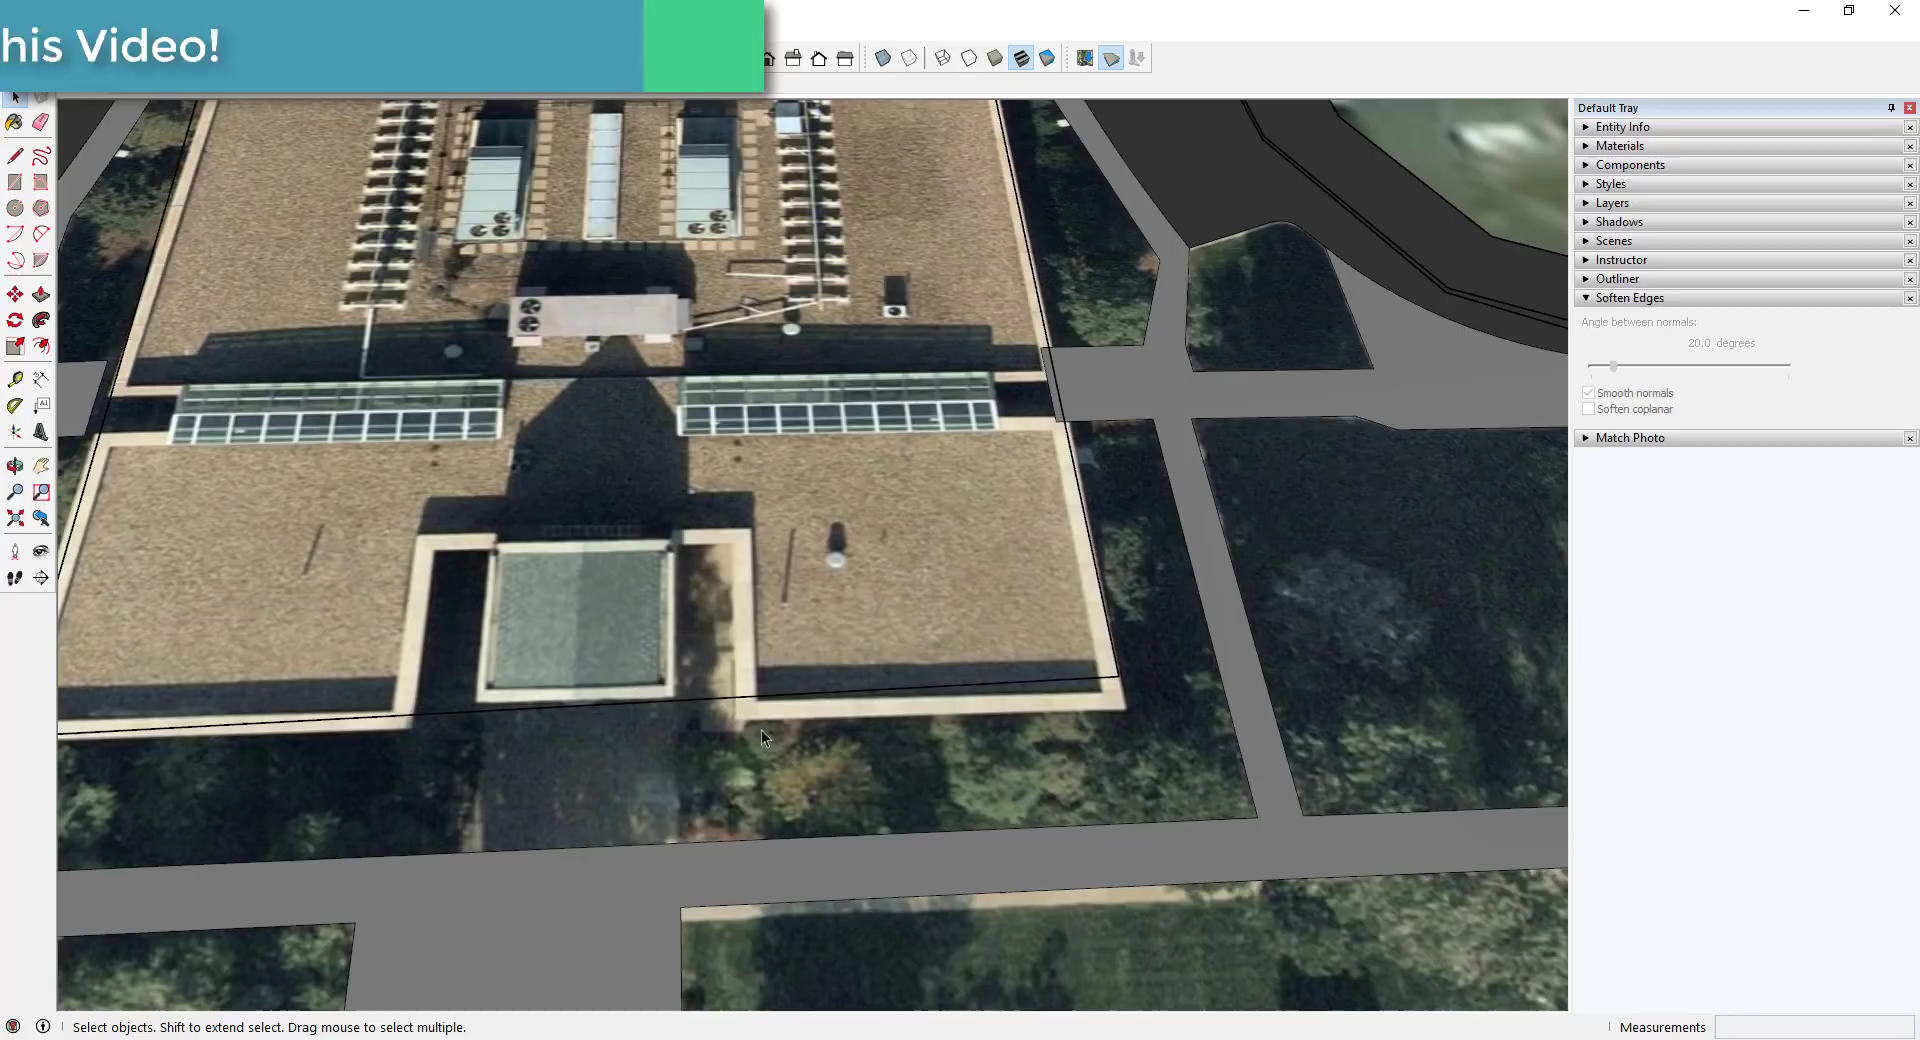 his Video!
Default Tray
Entity Info
Materials
Components
Styles
Layers
Shadows
Scenes
Instructor
Outliner
Soften Edges
Angle between normals:
20.0 degrees
Smooth normals
Soften coplanar
Match Photo
Select objects. Shift to extend select. Drag mouse to select multiple.
Measurements